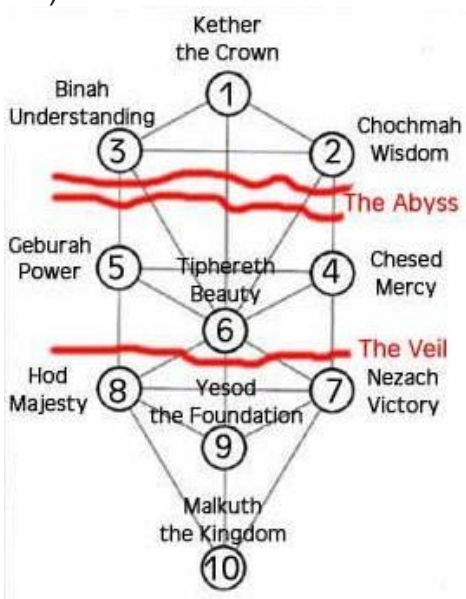 Kether
the Crown
1
Binah
Understanding
3
Chochmah
Wisdom
2
The Abyss
Geburah
Power
5
Tiphereth
Beauty
6
Chesed
Mercy
4
The Veil
Hod
Majesty
8
Yesod
the Foundation
9
Nezach
Victory
7
Malkuth
the Kingdom
10